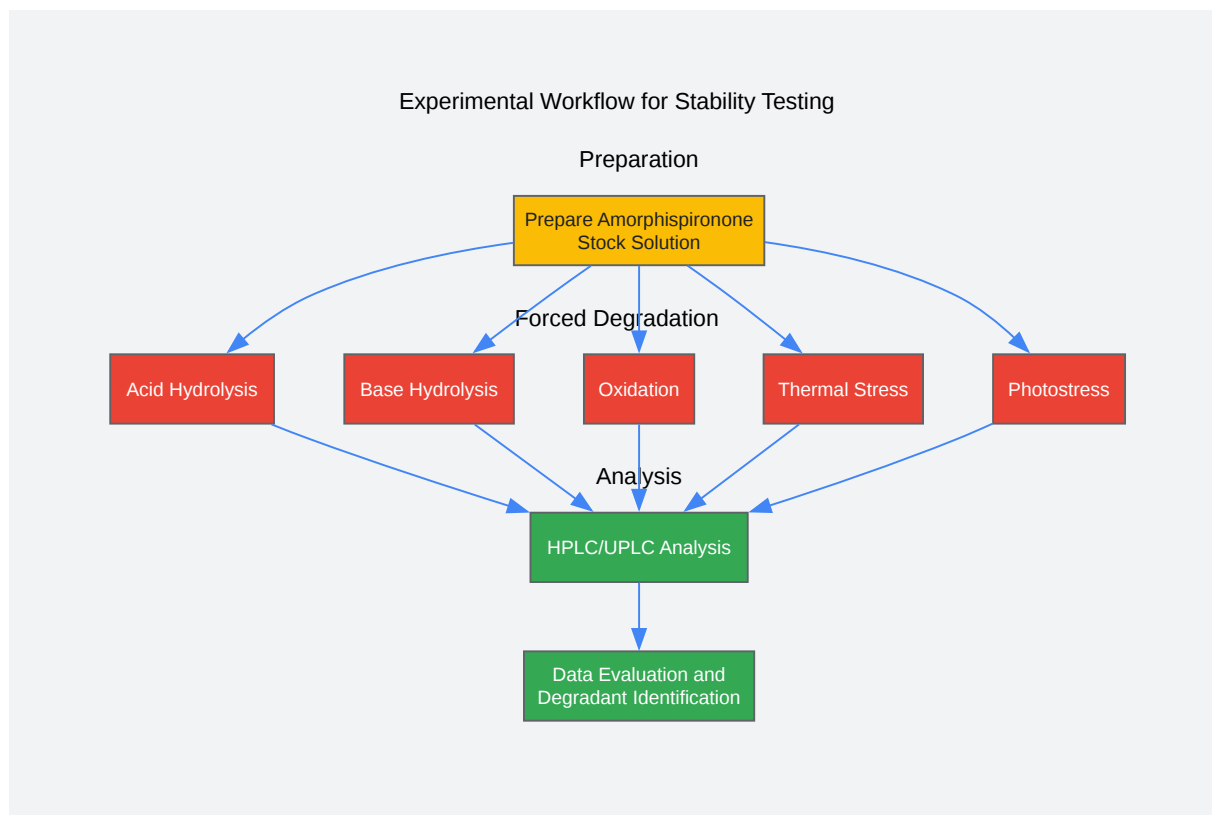 Experimental Workflow for Stability Testing
Preparation
Prepare Amorphispironone
Stock Solution
Forced Degradation
Acid Hydrolysis
Base Hydrolysis
Oxidation
Thermal Stress
Photostress
Analysis
HPLC/UPLC Analysis
Data Evaluation and
Degradant Identification